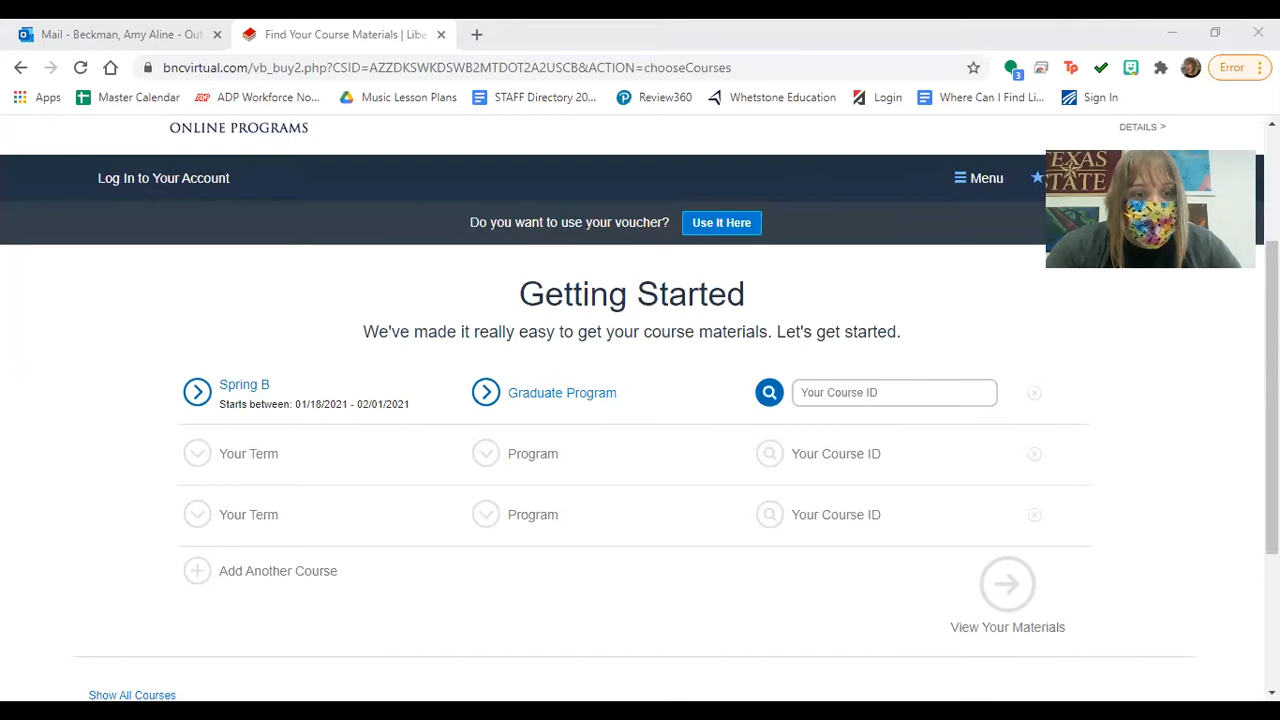 Mail - Beckman, Amy Aline - Out
Find Your Course Materials | Libe
bncvirtual.com/vb_buy2.php?CSID=AZZDKSWKDSWB2MTDOT2A2USCB&ACTION=chooseCourses
3
Tp
Error
Apps
Master Calendar
ADP Workforce No...
Music Lesson Plans
STAFF Directory 20...
Review360
Whetstone Education
Login
Where Can I Find Li...
Sign In
ONLINE PROGRAMS
DETAILS >
Log In to Your Account
Menu
TEXAS
STATE
Do you want to use your voucher?
Use It Here
Getting Started
We've made it really easy to get your course materials. Let's get started.
Spring B
Starts between: 01/18/2021 - 02/01/2021
Graduate Program
Your Course ID
Your Term
Program
Your Course ID
Your Term
Program
Your Course ID
Add Another Course
View Your Materials
Show All Courses